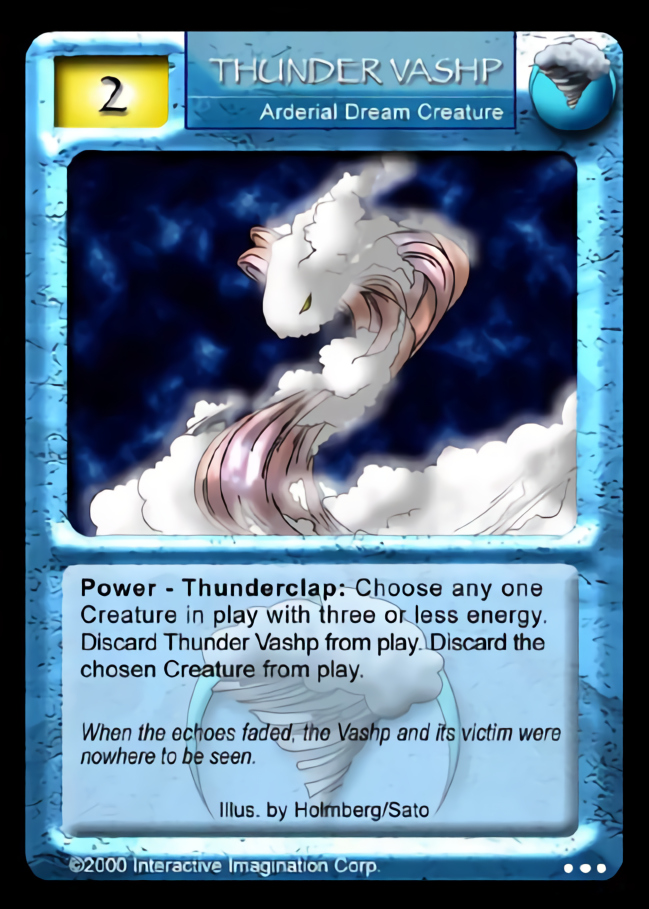 2
THUNDER VASHP
Arderial Dream Creature
Power - Thunderclap: Choose any one
Creature in play with three or less energy.
Discard Thunder Vashp from play. Discard the
chosen Creature from play.
When the echoes faded, the Vashp and its victim were
nowhere to be seen.
Illus. by Holmberg/Sato
©2000 Interactive Imagination Corp.